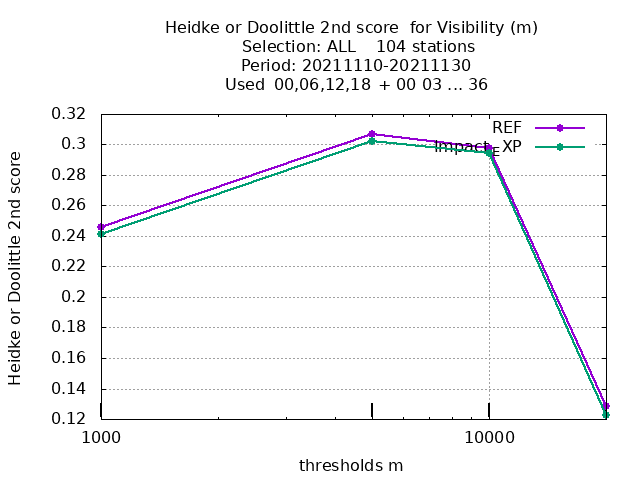 Heidke or Doolittle 2nd score  for Visibility (m)
Selection: ALL    104 stations
Period: 20211110-20211130
Used  00,06,12,18  + 00 03 ... 36
Heidke or Doolittle 2nd score
0.32
0.3
0.28
0.26
0.24
0.22
0.2
0.18
0.16
0.14
0.12
REF
Impact_EXP
1000
10000
thresholds m